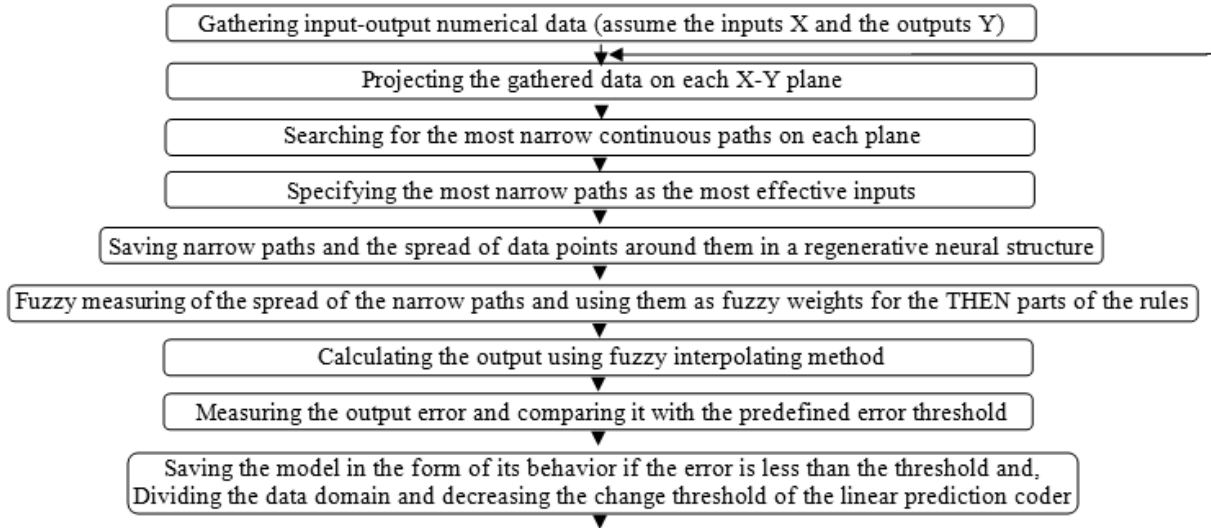 Gathering input-output numerical data (assume the inputs X and the outputs Y)
Projecting the gathered data on each X-Y plane
Searching for the most narrow continuous paths on each plane
Specifying the most narrow paths as the most effective inputs
Saving narrow paths and the spread of data points around them in a regenerative neural structure
Fuzzy measuring of the spread of the narrow paths and using them as fuzzy weights for the THEN parts of the rules
Calculating the output using fuzzy interpolating method
Measuring the output error and comparing it with the predefined error threshold
Saving the model in the form of its behavior if the error is less than the threshold and,
Dividing the data domain and decreasing the change threshold of the linear prediction coder